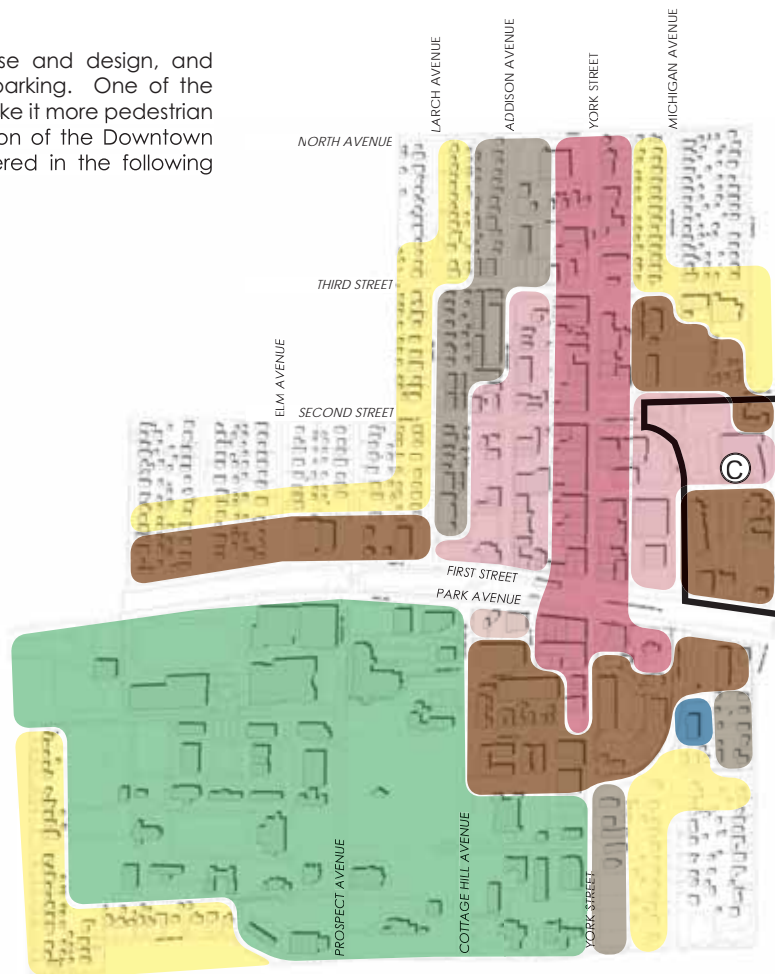 se and design, and
parking. One of the
ke it more pedestrian
on of the Downtown
ered in the following
LARCH AVENUE
ADDISON AVENUE
YORK STREET
MICHIGAN AVENUE
NORTH AVENUE
THIRD STREET
ELM AVENUE
SECOND STREET
C
FIRST STREET
PARK AVENUE
PROSPECT AVENUE
COTTAGE HILL AVENUE
YORK STREET